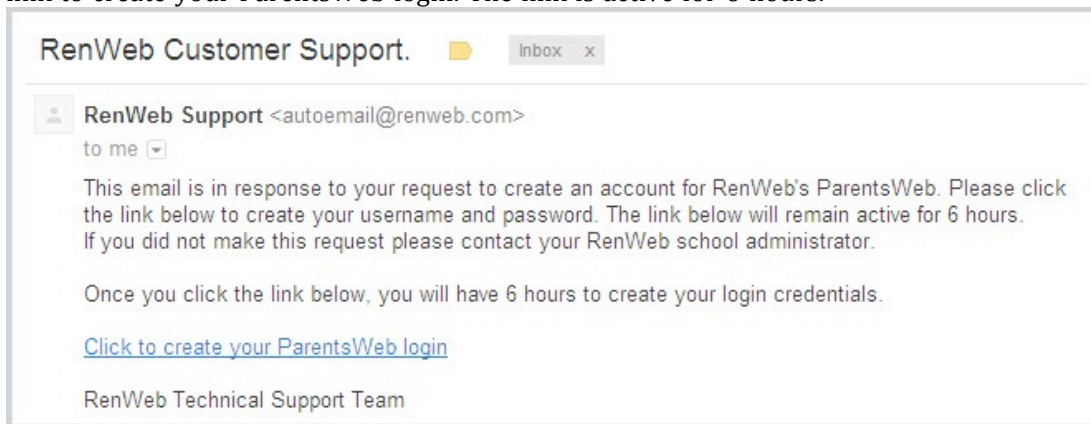 link to create your ParentsWeb login. The link is active for 6 hours.
RenWeb Customer Support.
Inbox x
RenWeb Support <autoemail@renweb.com>
to me
This email is in response to your request to create an account for RenWeb's ParentsWeb. Please click
the link below to create your username and password. The link below will remain active for 6 hours.
If you did not make this request please contact your RenWeb school administrator.
Once you click the link below, you will have 6 hours to create your login credentials.
Click to create your ParentsWeb login
RenWeb Technical Support Team